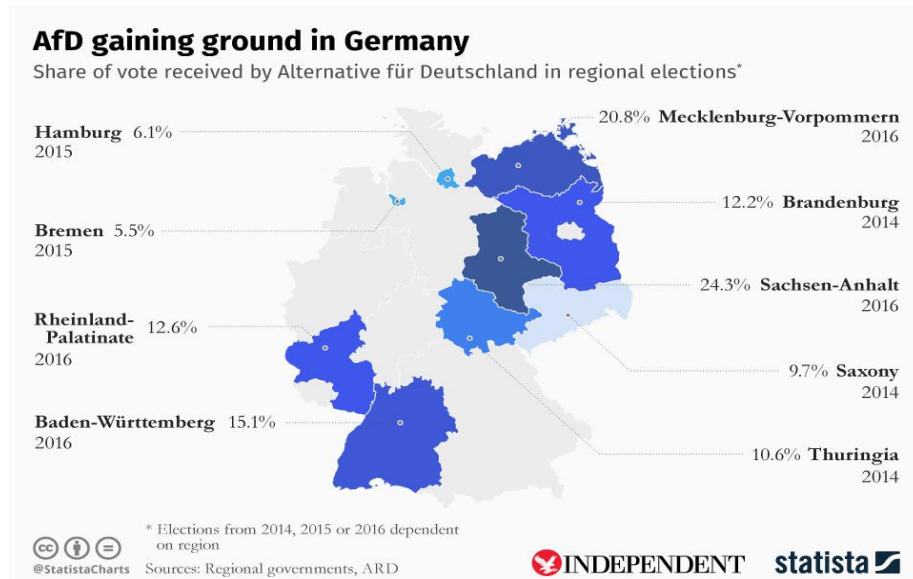 AfD gaining ground in Germany
Share of vote received by Alternative für Deutschland in regional elections*
Hamburg 6.1%
2015
20.8% Mecklenburg-Vorpommern
2016
Bremen 5.5%
2015
12.2% Brandenburg
2014
24.3% Sachsen-Anhalt
2016
Rheinland-
Palatinate 12.6%
2016
9.7% Saxony
2014
Baden-Württemberg 15.1%
2016
10.6% Thuringia
2014
* Elections from 2014, 2015 or 2016 dependent
on region
@StatistaCharts Sources: Regional governments, ARD
cc
INDEPENDENT
statista